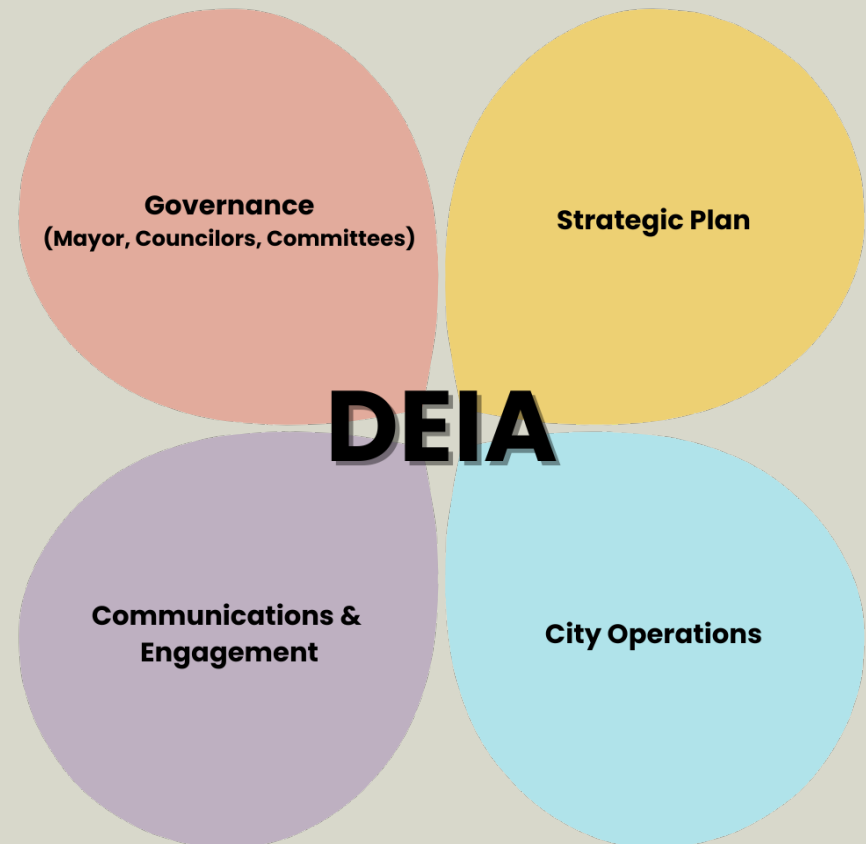 Governance
(Mayor, Councilors, Committees)
Strategic Plan
DEIA
Communications &
Engagement
City Operations